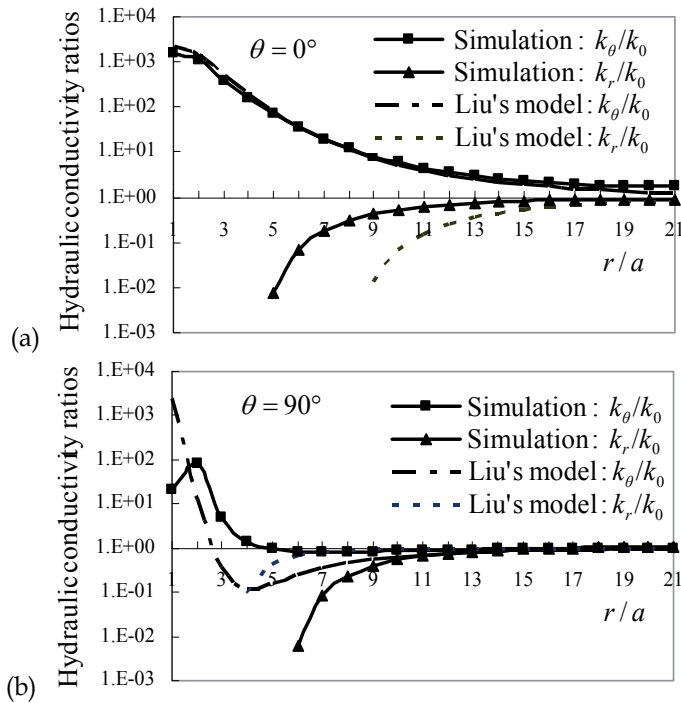 1.E+04
1.E+03
1.E+02
1.E+01
1.E+00
1.E-01
1.E-02
1.E-03
Hydraulic conductivity ratios
θ = 0°
Simulation : kθ/k0
Simulation : kr/k0
Liu's model : kθ/k0
Liu's model : kr/k0
1 3 5 7 9 11 13 15 17 19 21
r / a
(a)
1.E+04
1.E+03
1.E+02
1.E+01
1.E+00
1.E-01
1.E-02
1.E-03
Hydraulic conductivity ratios
θ = 90°
Simulation : kθ/k0
Simulation : kr/k0
Liu's model : kθ/k0
Liu's model : kr/k0
1 3 5 7 9 11 13 15 17 19 21
r / a
(b)